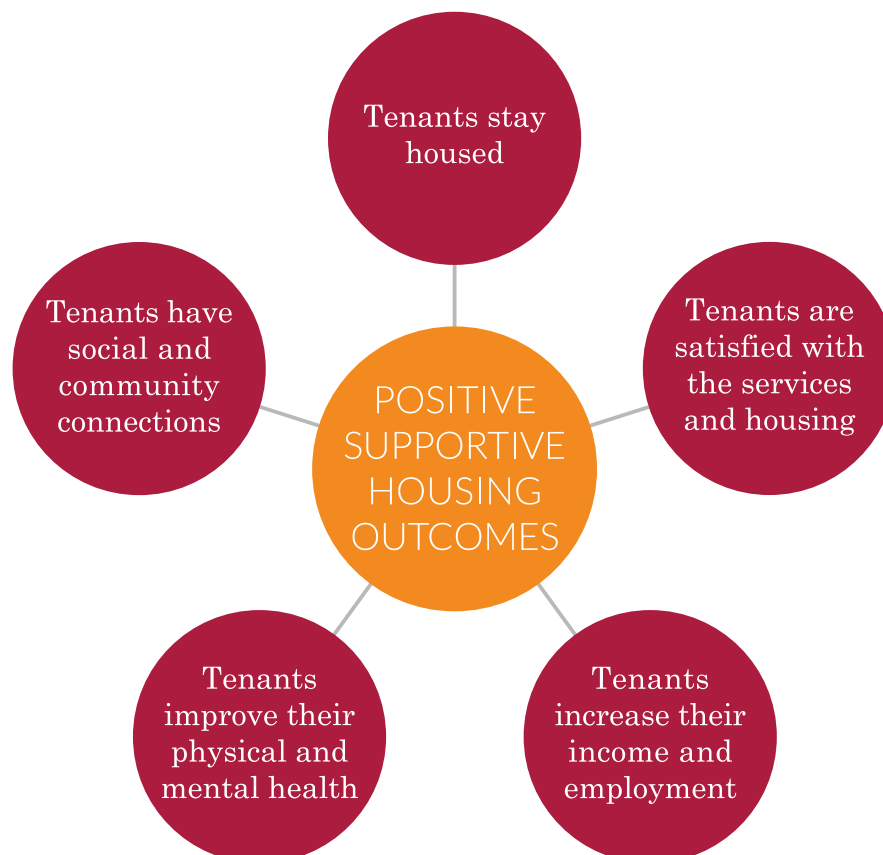 Tenants stay
housed
Tenants have
social and
community
connections
Tenants are
satisfied with
the services
and housing
POSITIVE
SUPPORTIVE
HOUSING
OUTCOMES
Tenants
improve their
physical and
mental health
Tenants
increase their
income and
employment